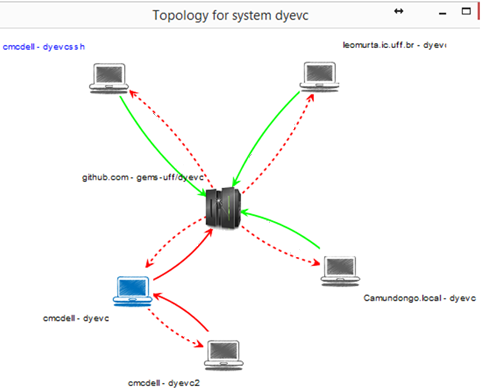 Topology for system dyevc
cmcdell - dyevcssh
leomurta.ic.uff.br - dyevc
github.com - gems-uff/dyevc
Camundongo.local - dyevc
cmcdell - dyevc
cmcdell - dyevc2